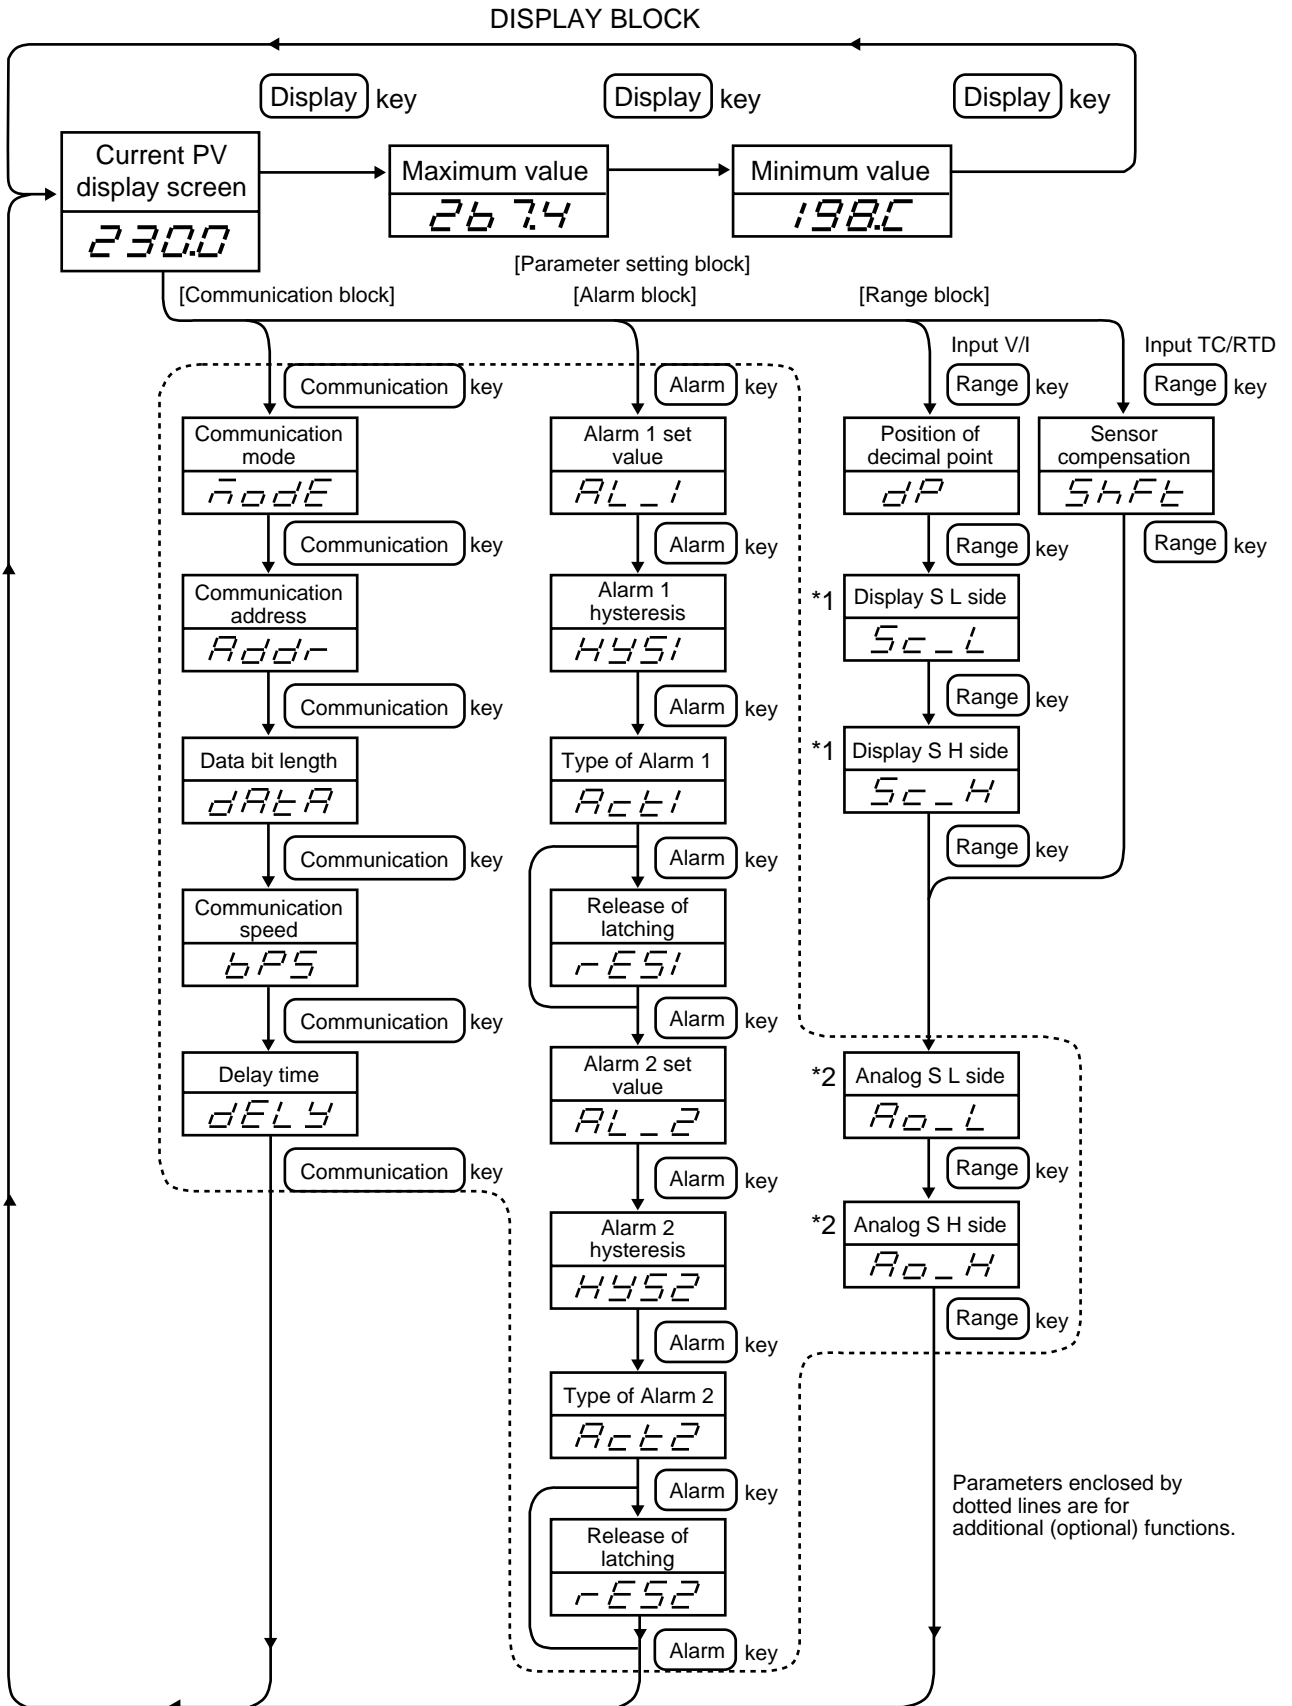 DISPLAY BLOCK
Display key
Display key
Display key
Current PV
display screen
230.0
Maximum value
267.4
Minimum value
198.C
[Parameter setting block]
[Communication block]
[Alarm block]
[Range block]
Input V/I
Input TC/RTD
Communication key
Alarm key
Range key
Range key
Communication
mode
modE
Communication key
Communication
address
Addr
Communication key
Data bit length
dAtA
Communication key
Communication
speed
bPS
Communication key
Delay time
dELY
Communication key
Alarm 1 set
value
AL_1
Alarm key
Alarm 1
hysteresis
HYS1
Alarm key
Type of Alarm 1
Act1
Alarm key
Release of
latching
rES1
Alarm key
Alarm 2 set
value
AL_2
Alarm key
Alarm 2
hysteresis
HYS2
Alarm key
Type of Alarm 2
Act2
Alarm key
Release of
latching
rES2
Alarm key
Position of
decimal point
dP
Range key
*1 Display S L side
Sc_L
Range key
*1 Display S H side
Sc_H
Range key
Sensor
compensation
ShFt
Range key
*2 Analog S L side
Ao_L
Range key
*2 Analog S H side
Ao_H
Range key
Parameters enclosed by
dotted lines are for
additional (optional) functions.